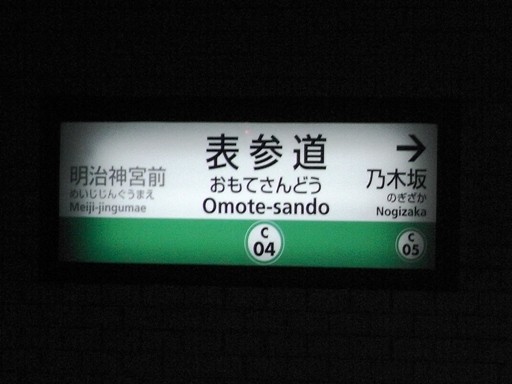 表参道
おもてさんどう
Omote-sando
C
04
明治神宮前
めいじじんぐうまえ
Meiji-jingumae
→
乃木坂
のぎざか
Nogizaka
C
05